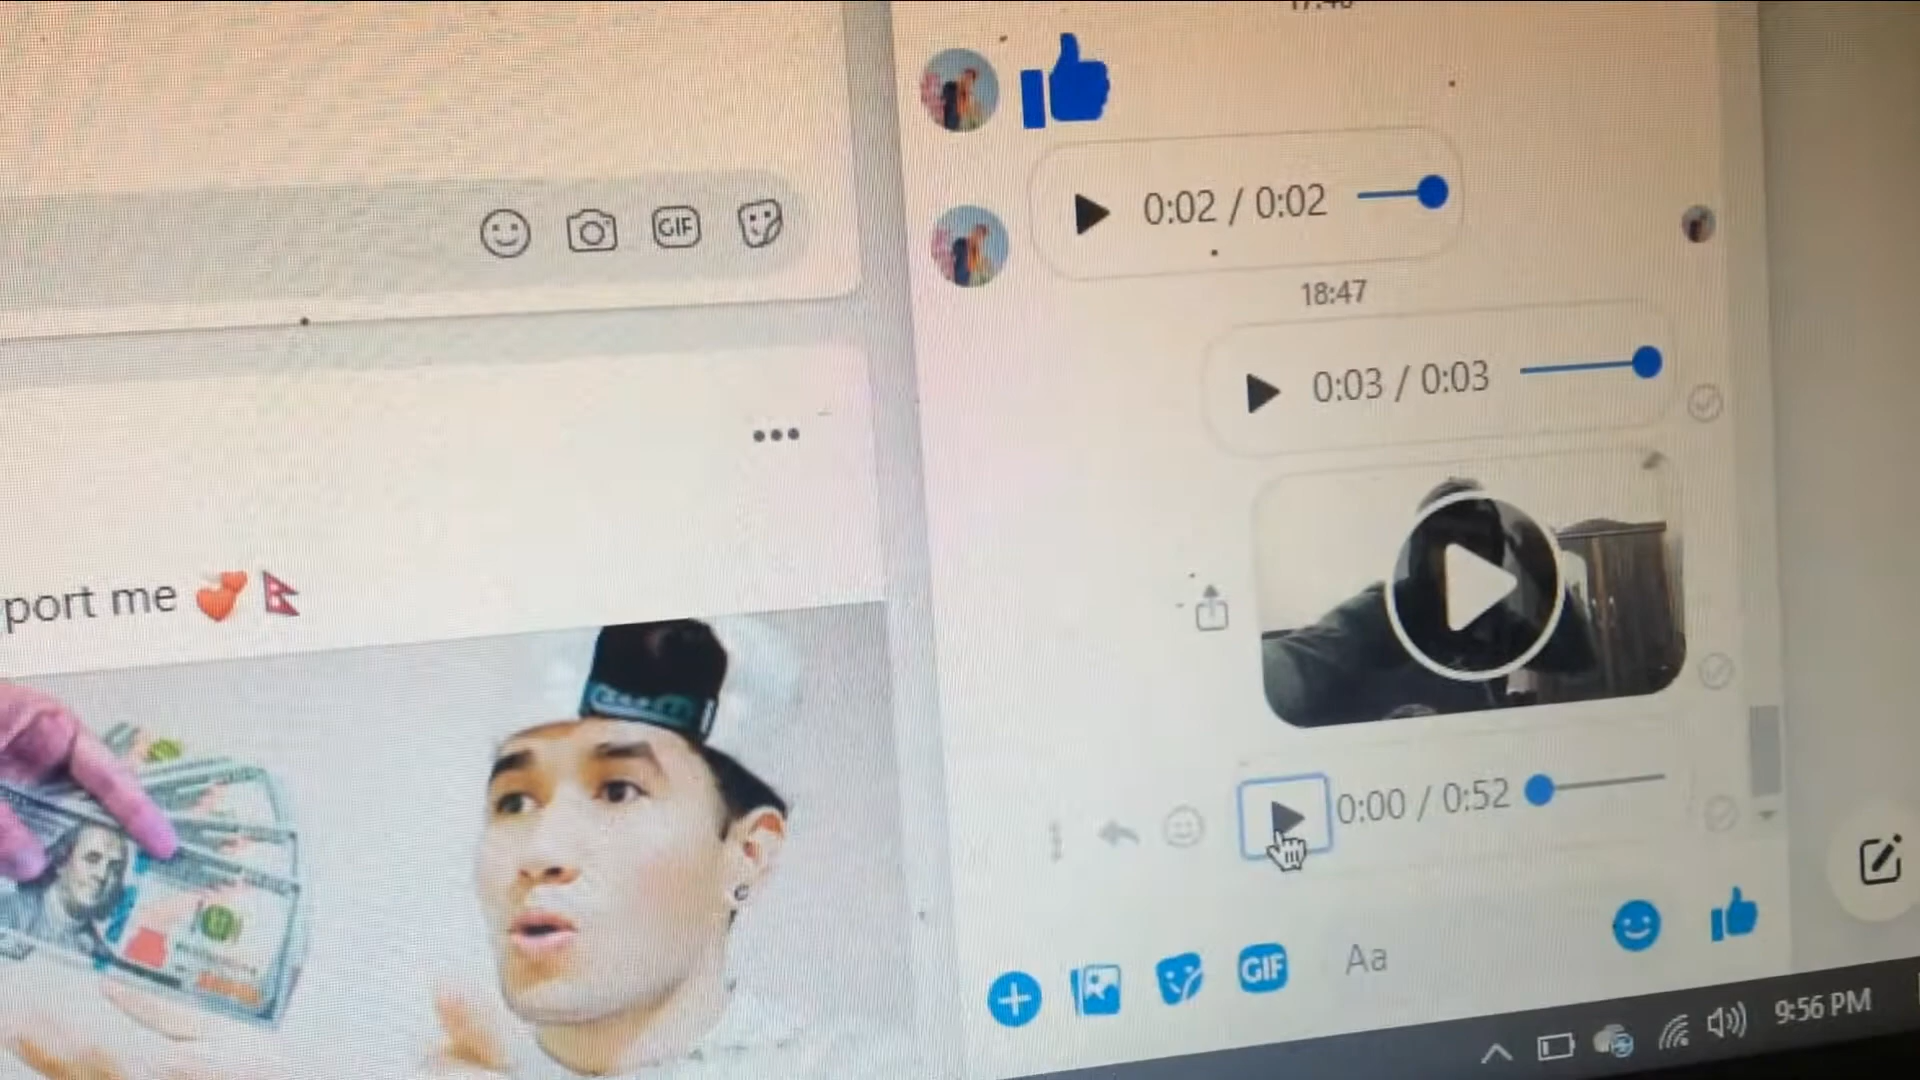 GIF
port me
0:02 / 0:02
18:47
0:03 / 0:03
0:00 / 0:52
GIF
Aa
9:56 PM